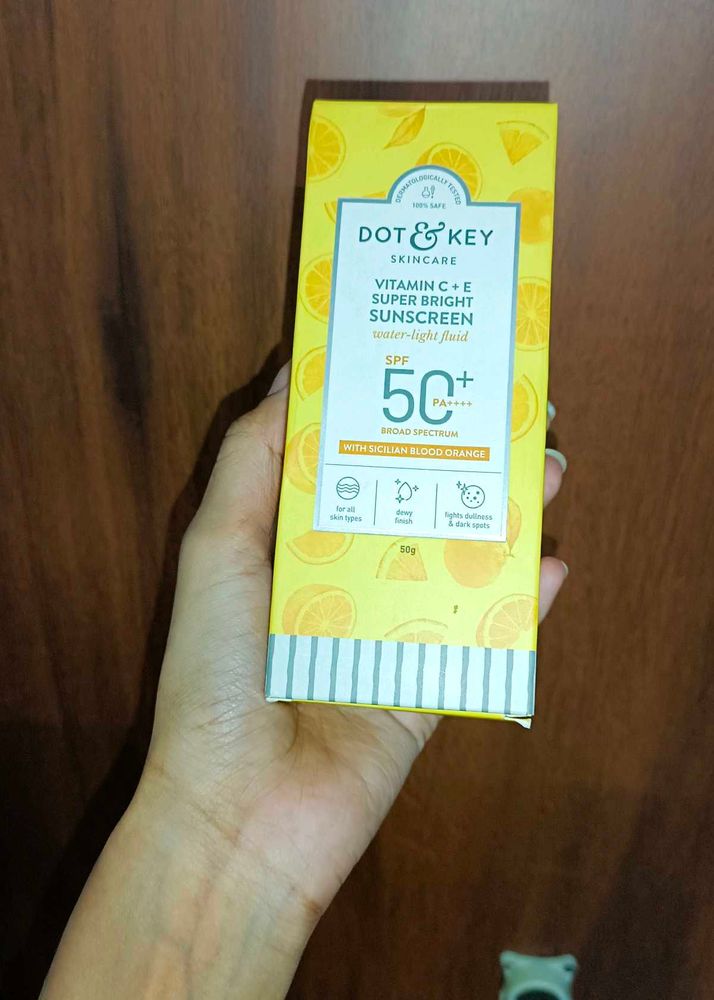 DERMATOLOGICALLY TESTED
100% SAFE
DOT & KEY
SKINCARE
VITAMIN C + E
SUPER BRIGHT
SUNSCREEN
water-light fluid
SPF
50+
PA++++
BROAD SPECTRUM
WITH SICILIAN BLOOD ORANGE
for all
skin types
dewy
finish
fights dullness
& dark spots
50g